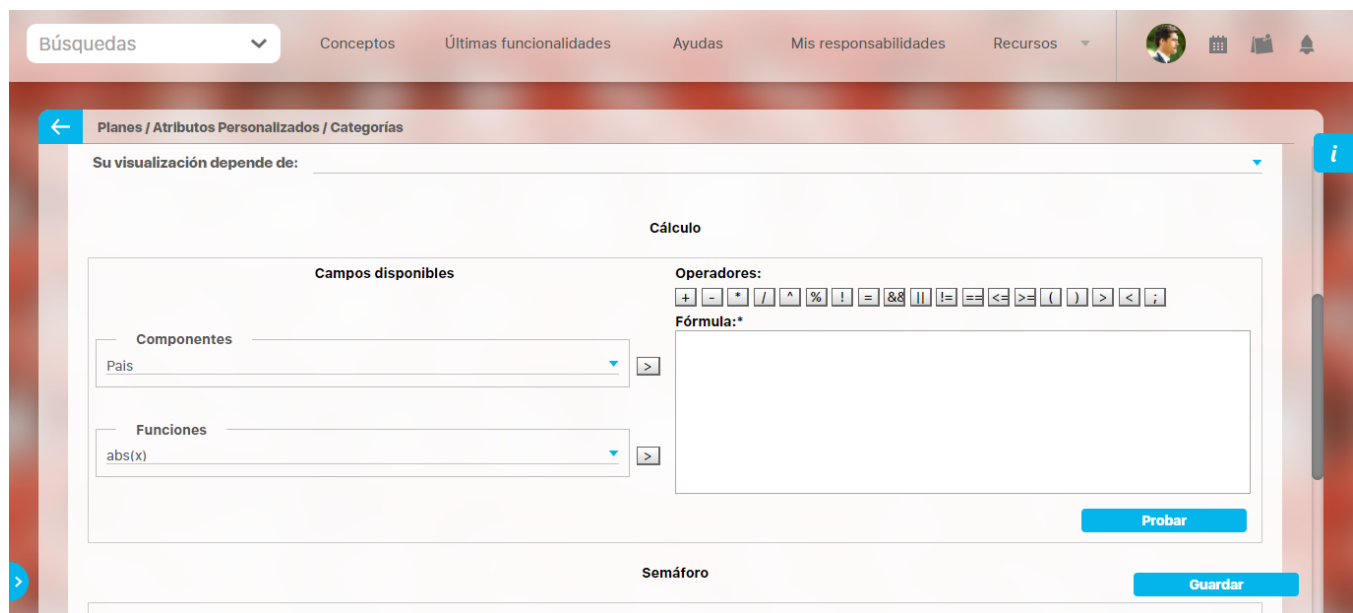 Búsquedas Conceptos Últimas funcionalidades Ayudas Mis responsabilidades Recursos
Planes / Atributos Personalizados / Categorías
i
Su visualización depende de:
Cálculo
Campos disponibles
Operadores:
+ - * / ^ % ! = && || != == <= >= ( ) > < ;
Fórmula:*
Componentes
Pais
>
Funciones
abs(x)
>
Probar
Semáforo
Guardar